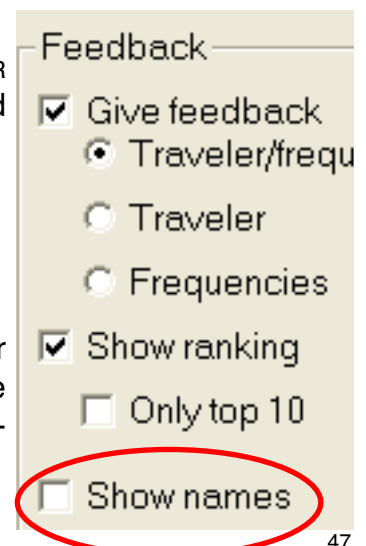 Feedback
R
d
Give feedback
Traveler/frequ
Traveler
Frequencies
r
Show ranking
e
Only top 10
-
Show names
47